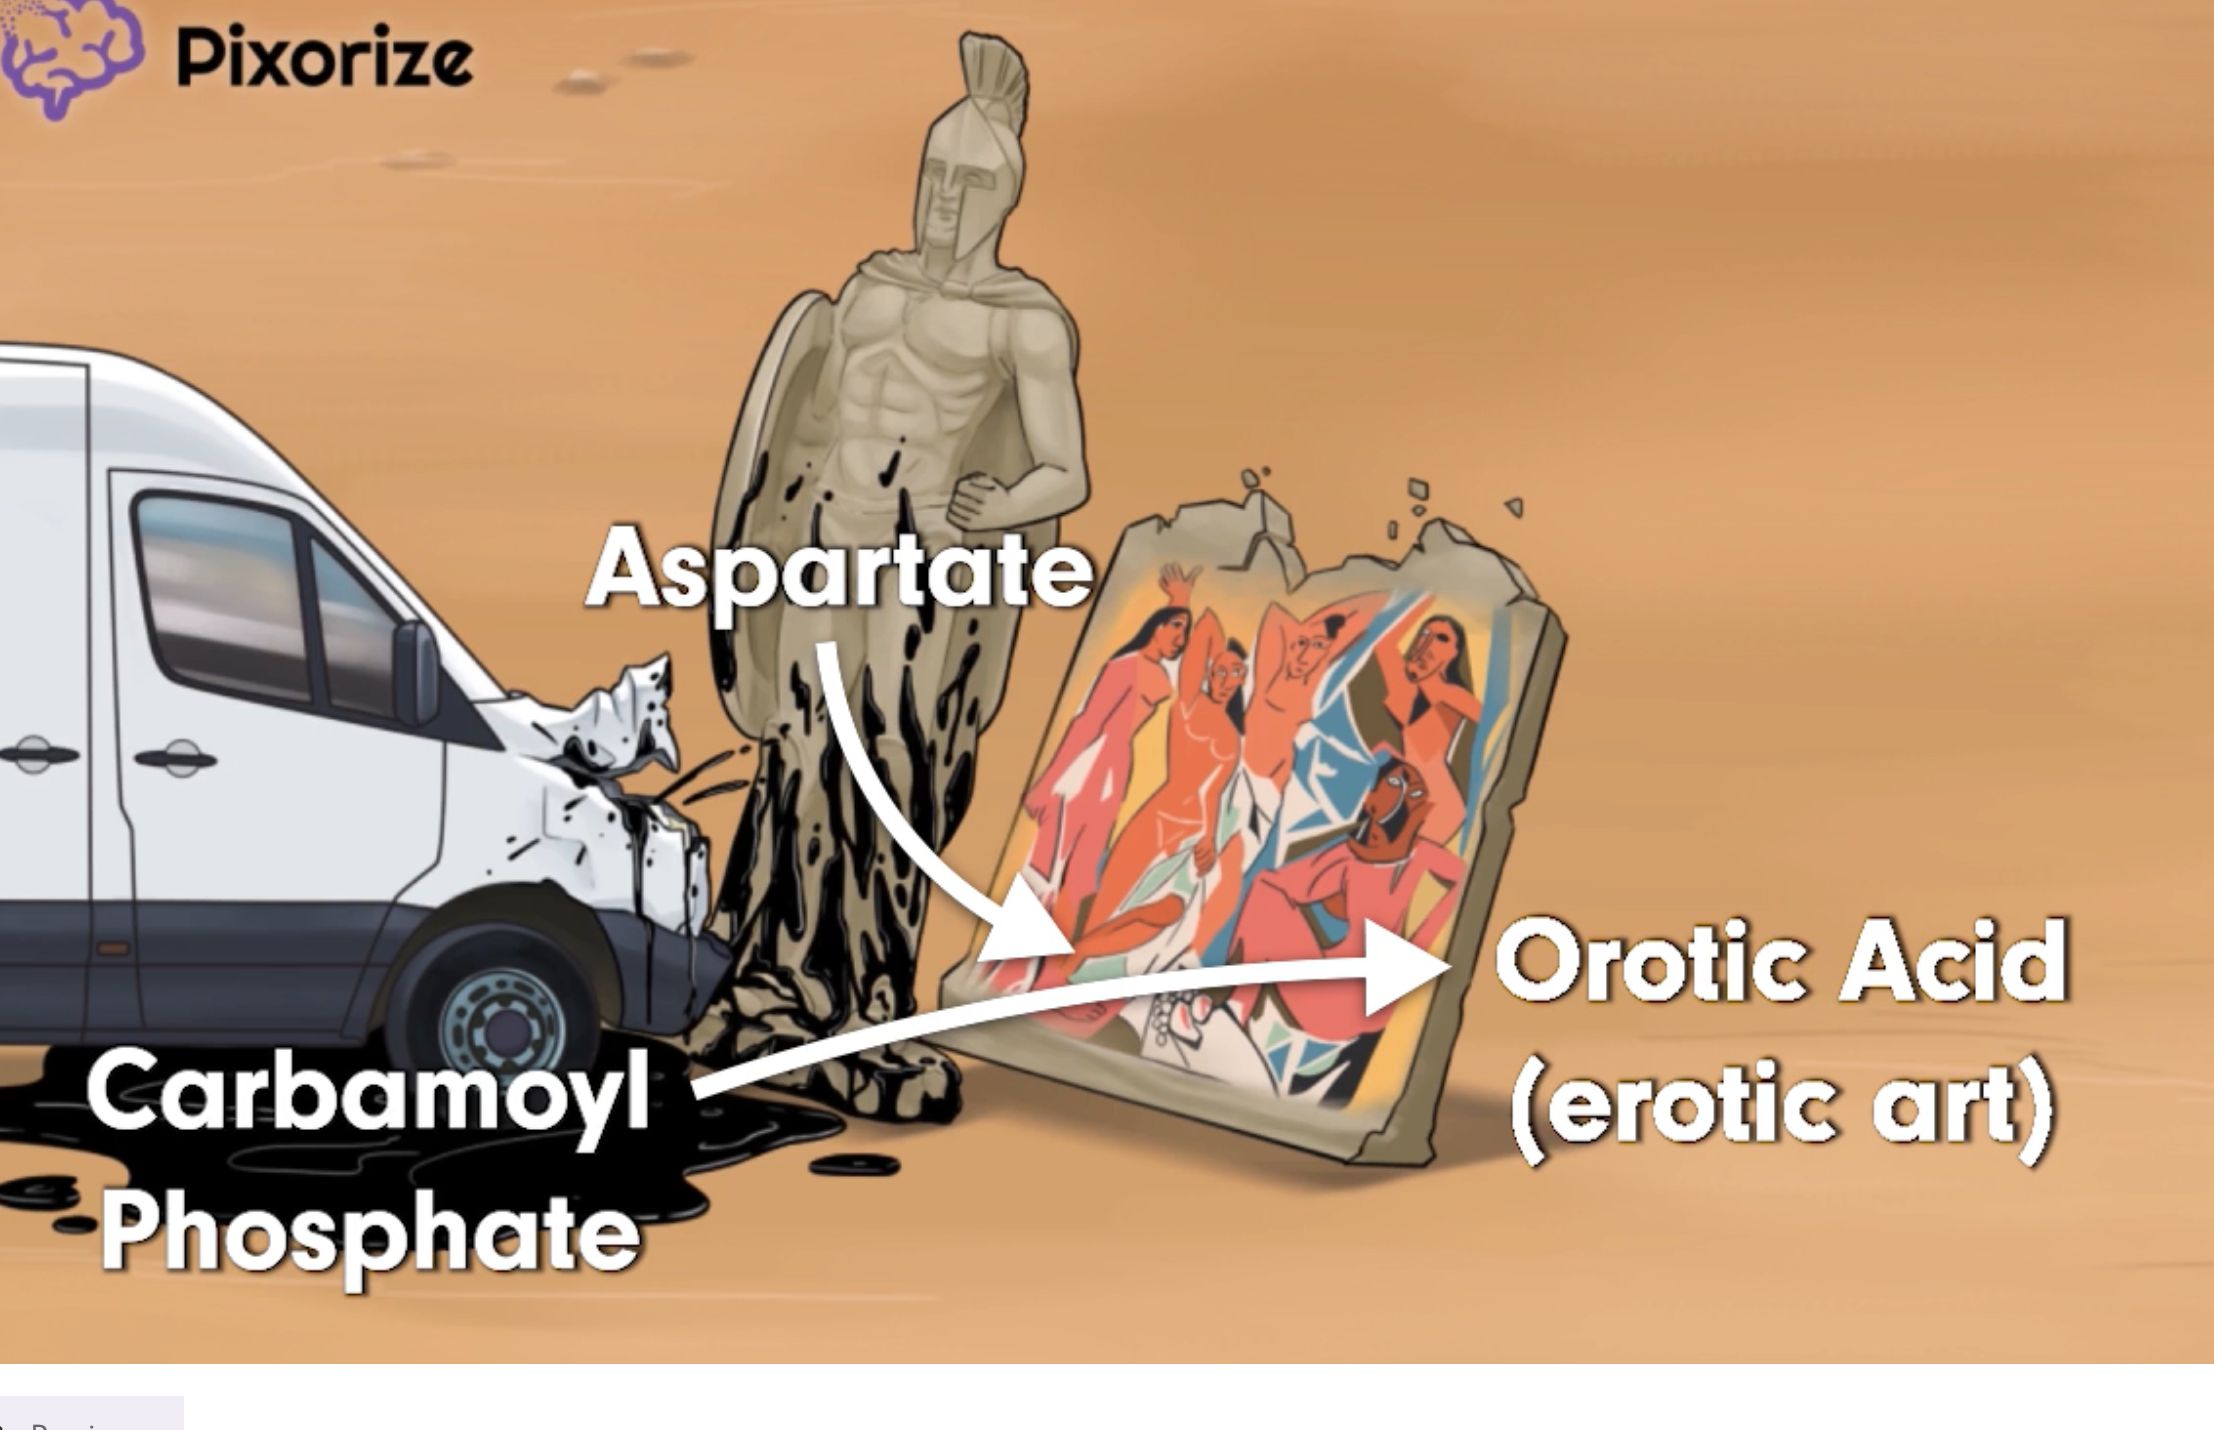 Pixorize
Aspartate
Orotic Acid
(erotic art)
Carbamoyl
Phosphate